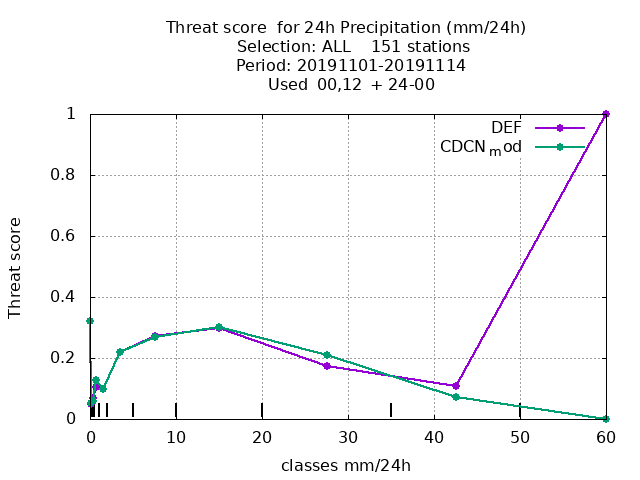 Threat score  for 24h Precipitation (mm/24h)
Selection: ALL    151 stations
Period: 20191101-20191114
Used  00,12  + 24-00
DEF
CDCNmod
1
0.8
0.6
0.4
0.2
0
Threat score
0 10 20 30 40 50 60
classes mm/24h